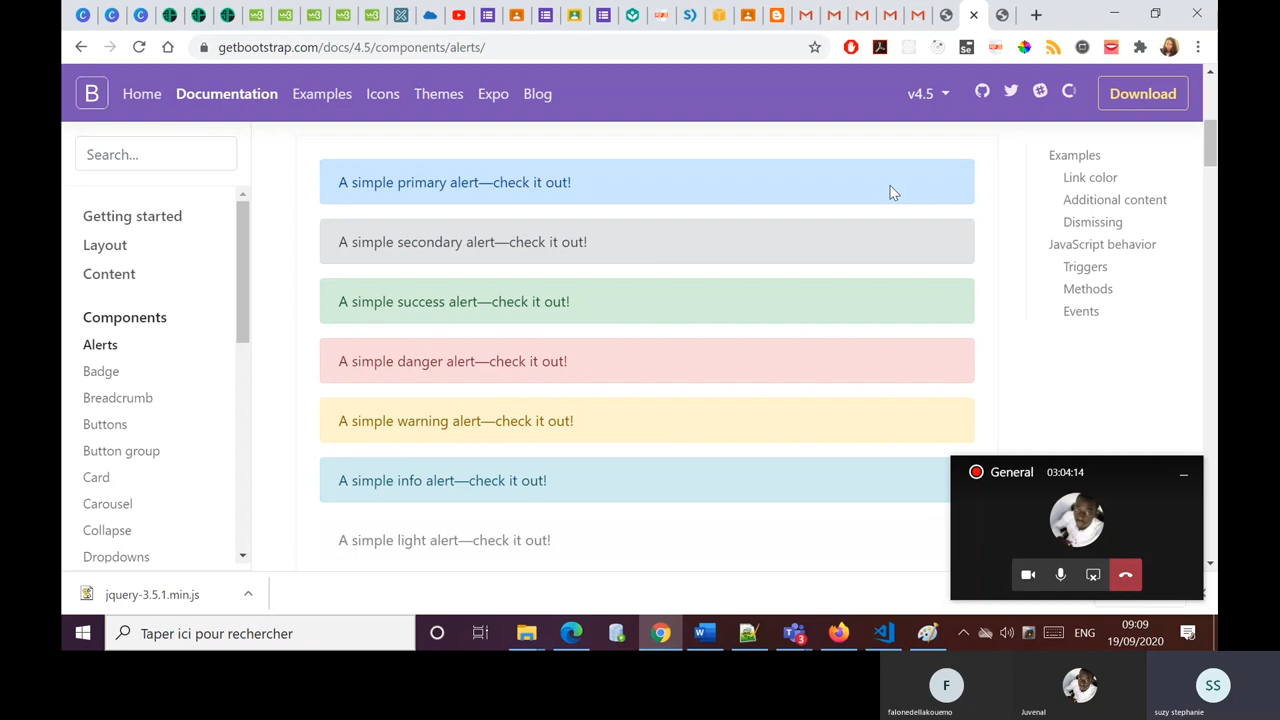 getbootstrap.com/docs/4.5/components/alerts/
B
Home
Documentation
Examples
Icons
Themes
Expo
Blog
v4.5
Download
Search...
Getting started
Layout
Content
Components
Alerts
Badge
Breadcrumb
Buttons
Button group
Card
Carousel
Collapse
Dropdowns
A simple primary alert—check it out!
A simple secondary alert—check it out!
A simple success alert—check it out!
A simple danger alert—check it out!
A simple warning alert—check it out!
A simple info alert—check it out!
A simple light alert—check it out!
Examples
Link color
Additional content
Dismissing
JavaScript behavior
Triggers
Methods
Events
General
03:04:14
jquery-3.5.1.min.js
Taper ici pour rechercher
ENG
09:09
19/09/2020
F
falonedellakouemo
Juvenal
SS
suzy stephanie